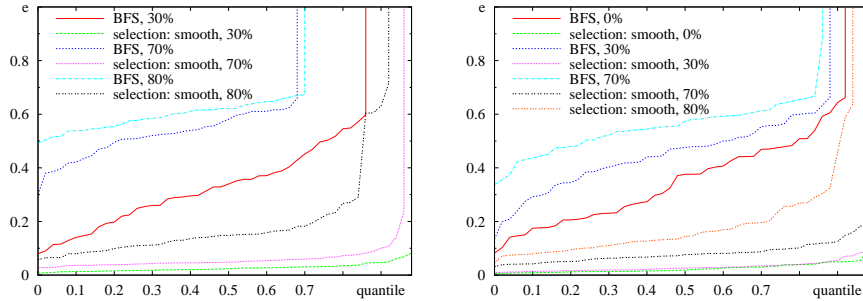 e
1
0.8
0.6
0.4
0.2
0
0 0.1 0.2 0.3 0.4 0.5 0.6 0.7 quantile
BFS, 30%
selection: smooth, 30%
BFS, 70%
selection: smooth, 70%
BFS, 80%
selection: smooth, 80%
e
0.8
0.6
0.4
0.2
0
0 0.1 0.2 0.3 0.4 0.5 0.6 0.7 quantile
BFS, 0%
selection: smooth, 0%
BFS, 30%
selection: smooth, 30%
BFS, 70%
selection: smooth, 70%
selection: smooth, 80%